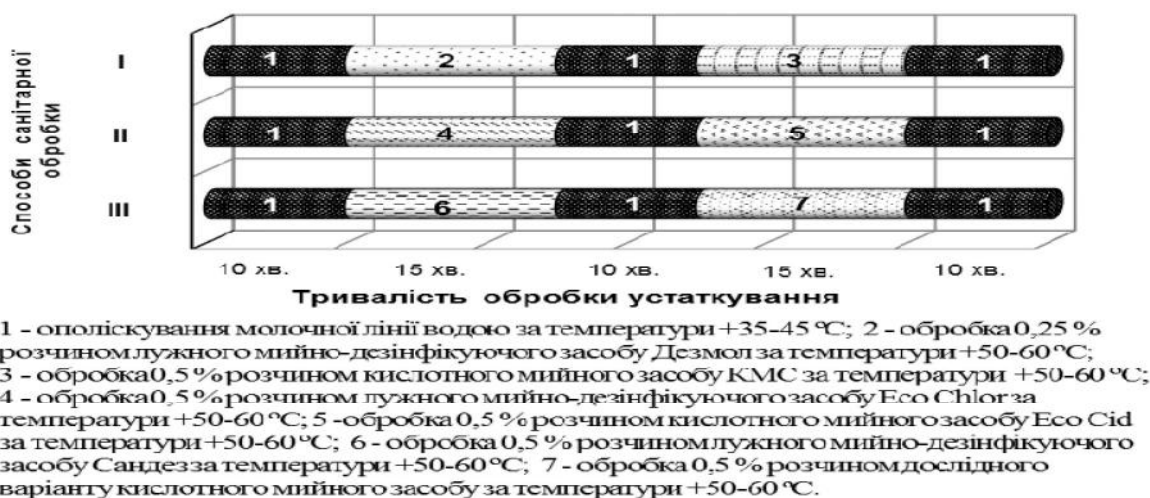 Способи санітарної
обробки
I
1 2 1 3 1
II
1 4 1 5 1
III
1 6 1 7 1
10 хв. 15 хв. 10 хв. 15 хв. 10 хв.
Тривалість обробки устаткування
1 - ополіскування молочної лінії водою за температури +35-45 °С; 2 - обробка 0,25 %
розчином лужного мийно-дезінфікуючого засобу Дезмол за температури +50-60 °С;
3 - обробка 0,5 % розчином кислотного мийного засобу КМС за температури +50-60 °С;
4 - обробка 0,5 % розчином лужного мийно-дезінфікуючого засобу Eco Chlor за
температури +50-60 °С; 5 -обробка 0,5 % розчином кислотного мийного засобу Eco Cid
за температури +50-60 °С; 6 - обробка 0,5 % розчином лужного мийно-дезінфікуючого
засобу Сандез за температури +50-60 °С; 7 - обробка 0,5 % розчином дослідного
варіанту кислотного мийного засобу за температури +50-60 °С.